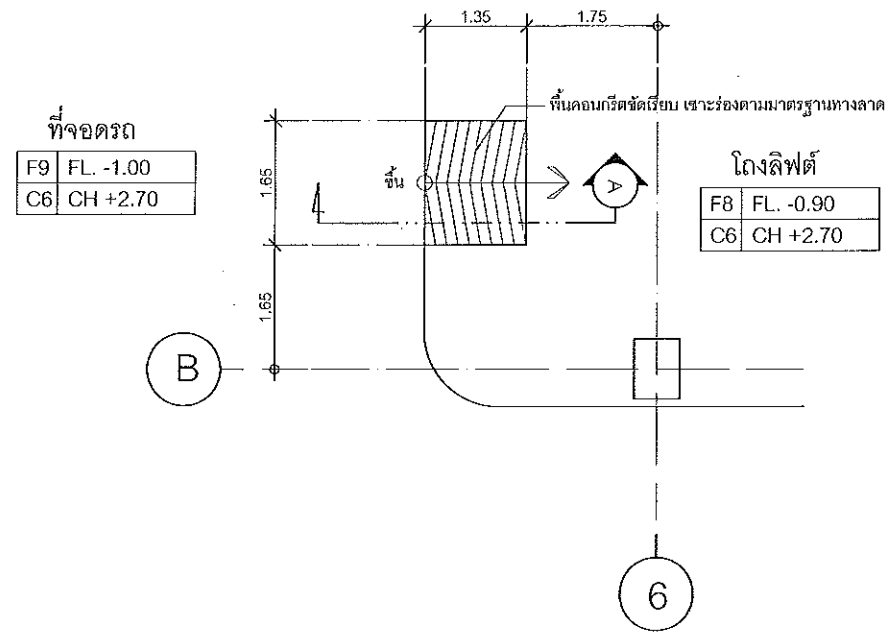 1.35
1.75
พื้นคอนกรีตขัดเรียบ เซาะร่องตามมาตรฐานทางลาด
ที่จอดรถ
F9 FL. -1.00
C6 CH +2.70
1.65
ขึ้น
A
โถงลิฟต์
F8 FL. -0.90
C6 CH +2.70
1.65
B
6